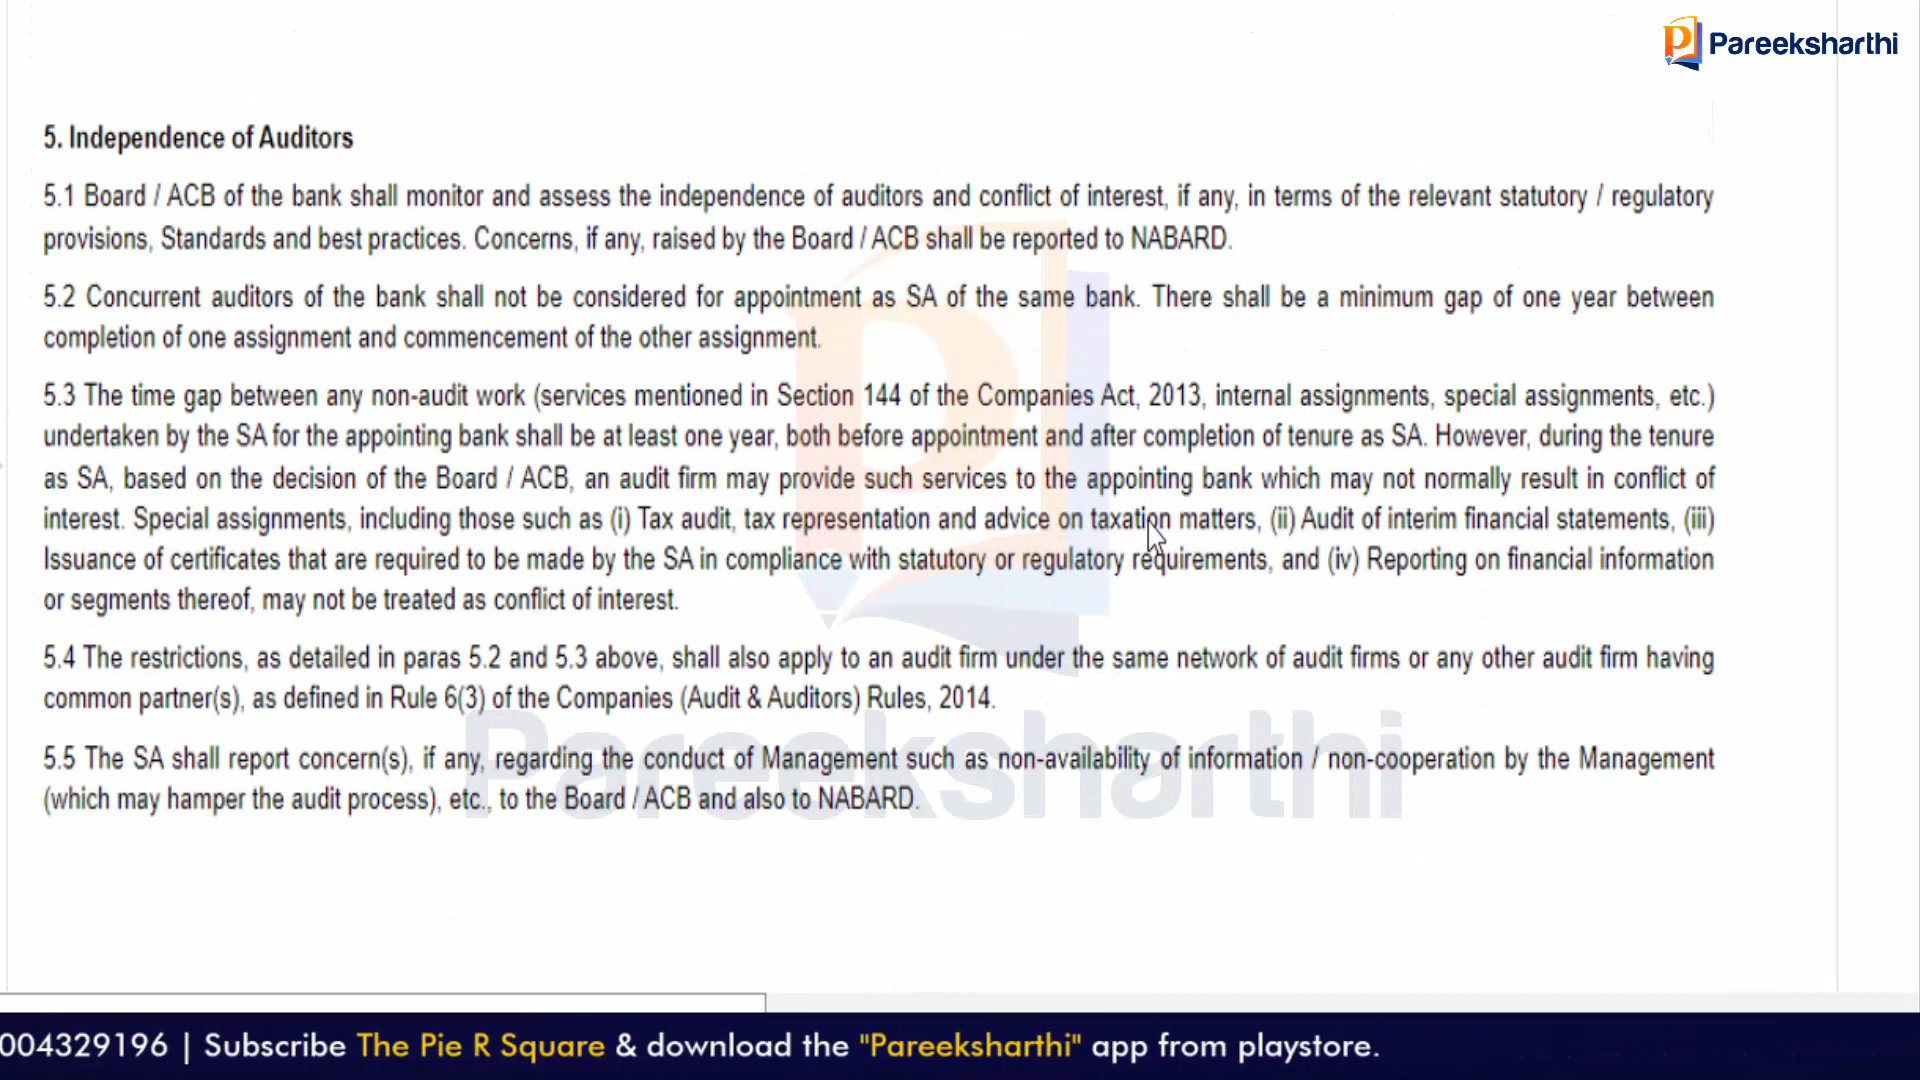 Pareeksharthi
5. Independence of Auditors
5.1 Board / ACB of the bank shall monitor and assess the independence of auditors and conflict of interest, if any, in terms of the relevant statutory / regulatory
provisions, Standards and best practices. Concerns, if any, raised by the Board / ACB shall be reported to NABARD.
5.2 Concurrent auditors of the bank shall not be considered for appointment as SA of the same bank. There shall be a minimum gap of one year between
completion of one assignment and commencement of the other assignment.
5.3 The time gap between any non-audit work (services mentioned in Section 144 of the Companies Act, 2013, internal assignments, special assignments, etc.)
undertaken by the SA for the appointing bank shall be at least one year, both before appointment and after completion of tenure as SA. However, during the tenure
as SA, based on the decision of the Board / ACB, an audit firm may provide such services to the appointing bank which may not normally result in conflict of
interest. Special assignments, including those such as (i) Tax audit, tax representation and advice on taxation matters, (ii) Audit of interim financial statements, (iii)
Issuance of certificates that are required to be made by the SA in compliance with statutory or regulatory requirements, and (iv) Reporting on financial information
or segments thereof, may not be treated as conflict of interest.
5.4 The restrictions, as detailed in paras 5.2 and 5.3 above, shall also apply to an audit firm under the same network of audit firms or any other audit firm having
common partner(s), as defined in Rule 6(3) of the Companies (Audit & Auditors) Rules, 2014.
Pareeksharthi
5.5 The SA shall report concern(s), if any, regarding the conduct of Management such as non-availability of information / non-cooperation by the Management
(which may hamper the audit process), etc., to the Board / ACB and also to NABARD.
004329196 | Subscribe The Pie R Square & download the "Pareeksharthi" app from playstore.